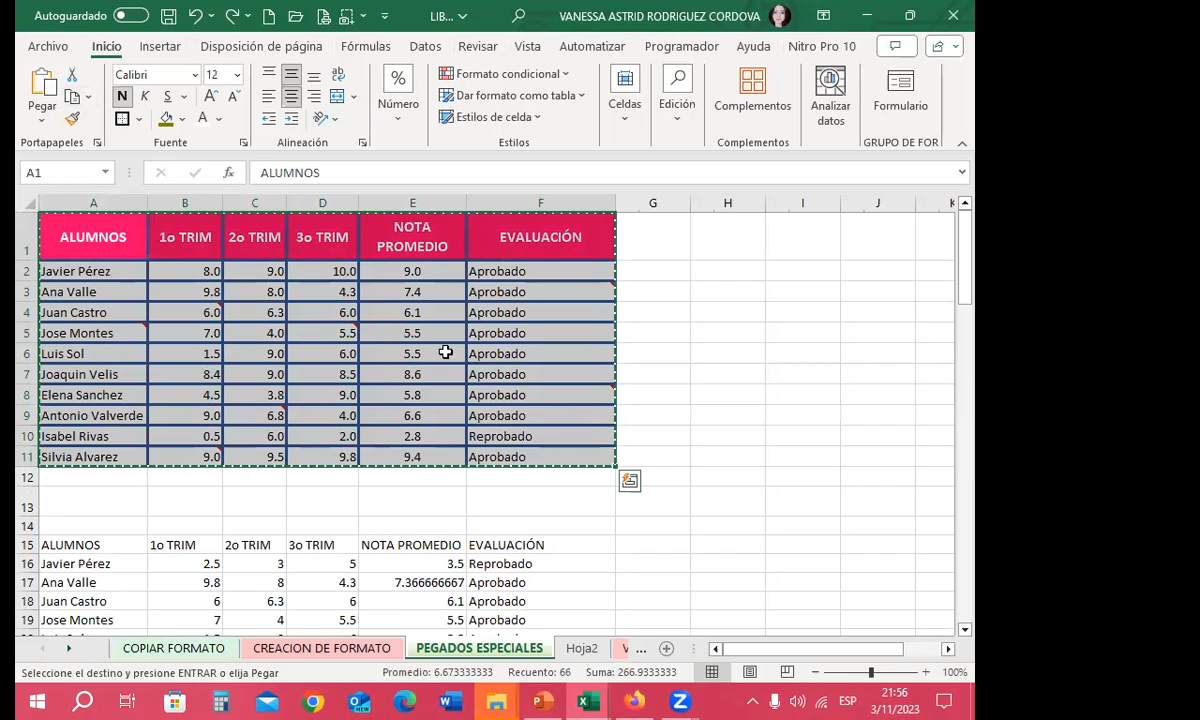 Autoguardado LIB... VANESSA ASTRID RODRIGUEZ CORDOVA
Archivo Inicio Insertar Disposición de página Fórmulas Datos Revisar Vista Automatizar Programador Ayuda Nitro Pro 10
Pegar Calibri 12 Número Formato condicional Celdas Edición Complementos Analizar datos Formulario
N K S A A Dar formato como tabla
A Estilos de celda
Portapapeles Fuente Alineación Estilos Complementos GRUPO DE FOR
A1 fx ALUMNOS
A B C D E F G H I J K
1 ALUMNOS 1o TRIM 2o TRIM 3o TRIM NOTA PROMEDIO EVALUACIÓN
2 Javier Pérez 8.0 9.0 10.0 9.0 Aprobado
3 Ana Valle 9.8 8.0 4.3 7.4 Aprobado
4 Juan Castro 6.0 6.3 6.0 6.1 Aprobado
5 Jose Montes 7.0 4.0 5.5 5.5 Aprobado
6 Luis Sol 1.5 9.0 6.0 5.5 Aprobado
7 Joaquin Velis 8.4 9.0 8.5 8.6 Aprobado
8 Elena Sanchez 4.5 3.8 9.0 5.8 Aprobado
9 Antonio Valverde 9.0 6.8 4.0 6.6 Aprobado
10 Isabel Rivas 0.5 6.0 2.0 2.8 Reprobado
11 Silvia Alvarez 9.0 9.5 9.8 9.4 Aprobado
12
13
14
15 ALUMNOS 1o TRIM 2o TRIM 3o TRIM NOTA PROMEDIO EVALUACIÓN
16 Javier Pérez 2.5 3 5 3.5 Reprobado
17 Ana Valle 9.8 8 4.3 7.366666667 Aprobado
18 Juan Castro 6 6.3 6 6.1 Aprobado
19 Jose Montes 7 4 5.5 5.5 Aprobado
COPIAR FORMATO CREACION DE FORMATO PEGADOS ESPECIALES Hoja2 V ...
Seleccione el destino y presione ENTRAR o elija Pegar Promedio: 6.673333333 Recuento: 66 Suma: 266.9333333 100%
ESP 21:56
3/11/2023